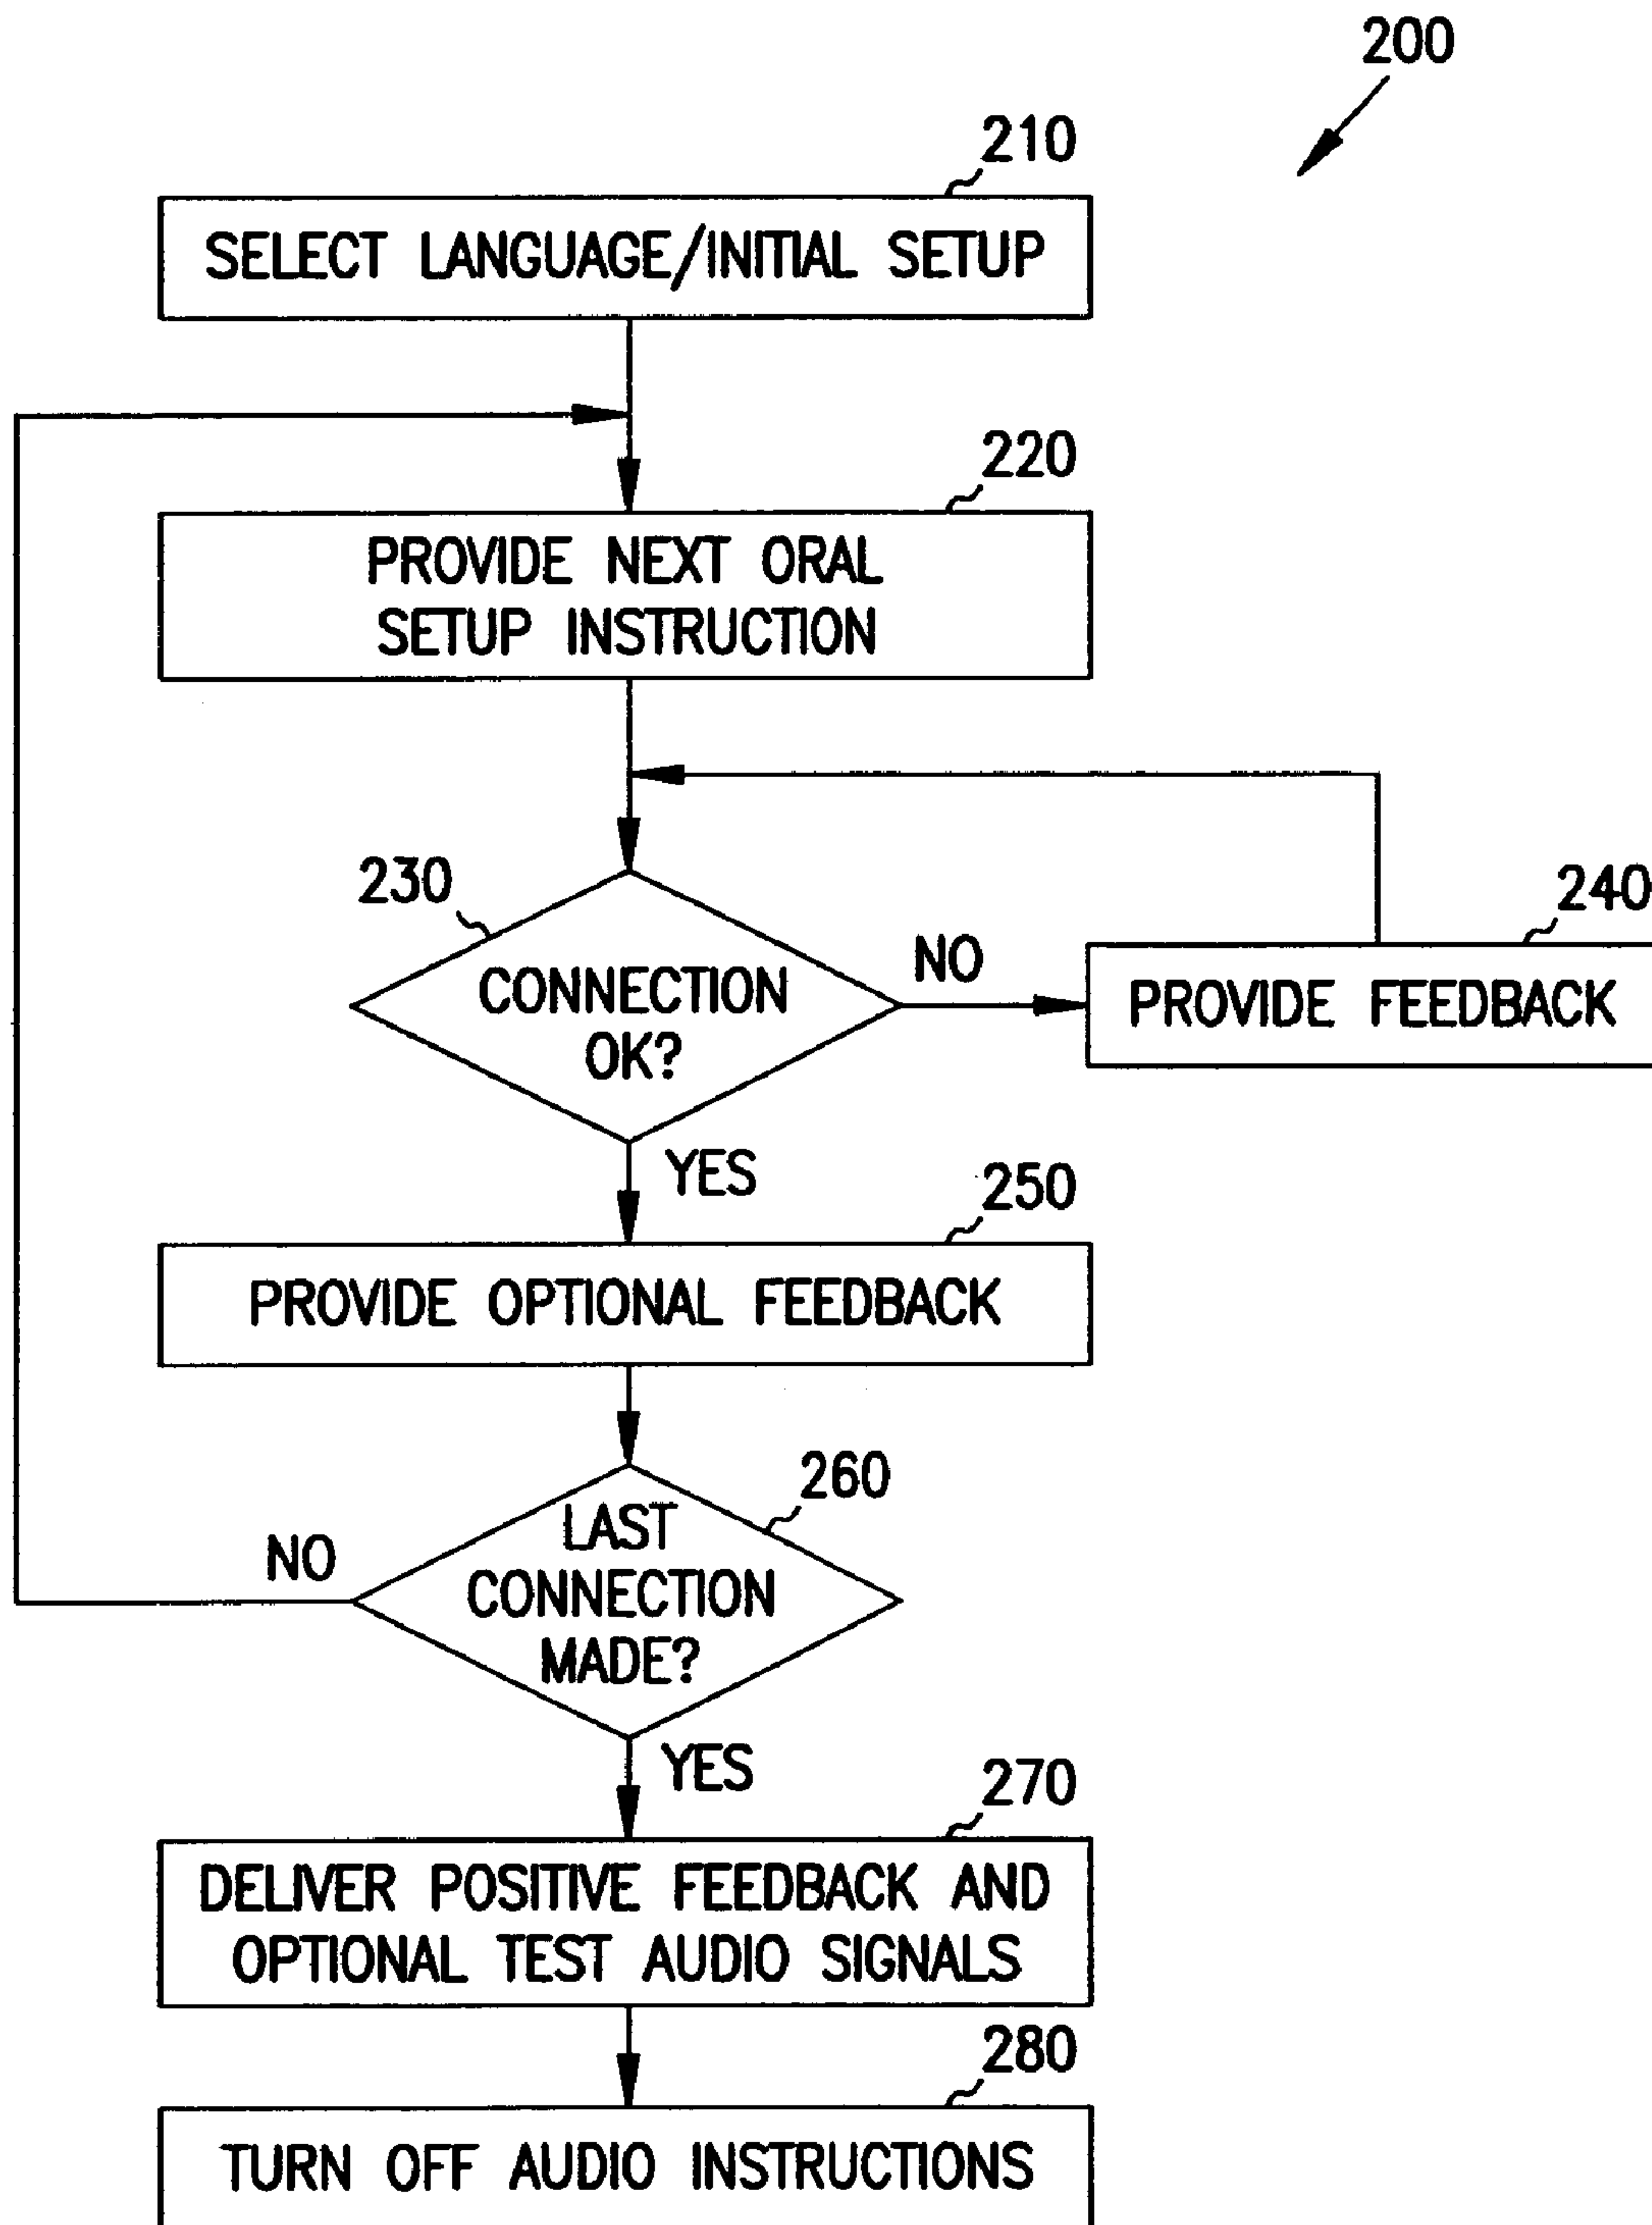 200
210
SELECT LANGUAGE/INITIAL SETUP
220
PROVIDE NEXT ORAL
SETUP INSTRUCTION
230
CONNECTION
OK?
NO
240
PROVIDE FEEDBACK
YES
250
PROVIDE OPTIONAL FEEDBACK
260
LAST
CONNECTION
MADE?
NO
YES
270
DELIVER POSITIVE FEEDBACK AND
OPTIONAL TEST AUDIO SIGNALS
280
TURN OFF AUDIO INSTRUCTIONS